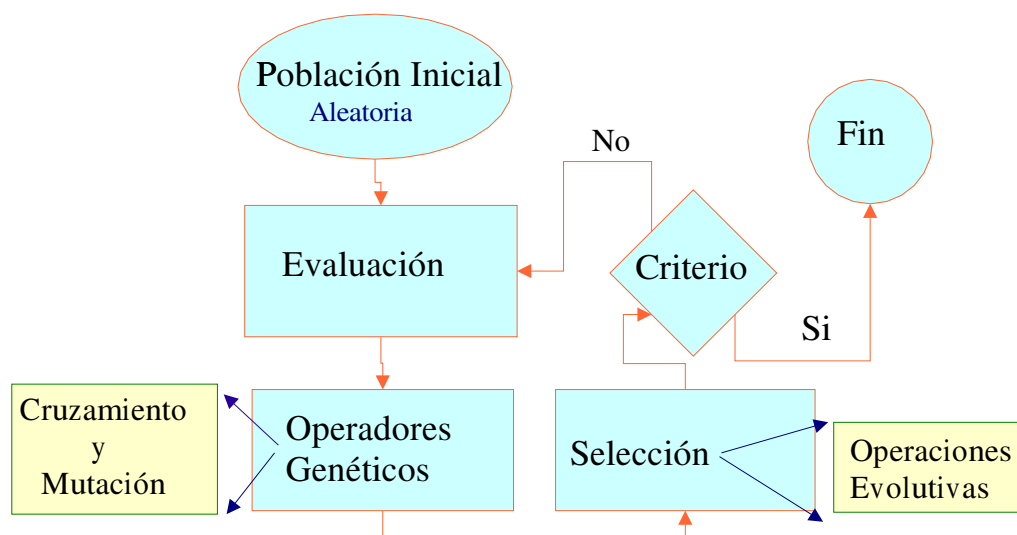 Población Inicial
Aleatoria
Fin
No
Evaluación
Criterio
Si
Cruzamiento
y
Mutación
Operadores
Genéticos
Selección
Operaciones
Evolutivas